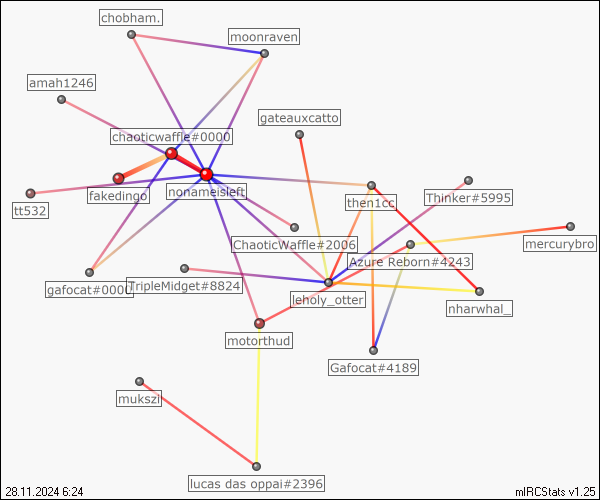 chobham.
moonraven
amah1246
gateauxcatto
chaoticwaffle#0000
fakedingo
nonameisleft
tt532
then1cc
Thinker#5995
ChaoticWaffle#2006
mercurybro
Azure Reborn#4243
gafocat#0000
TripleMidget#8824
leholy_otter
nharwhal_
motorthud
Gafocat#4189
mukszi
lucas das oppai#2396
28.11.2024 6:24
mIRCStats v1.25